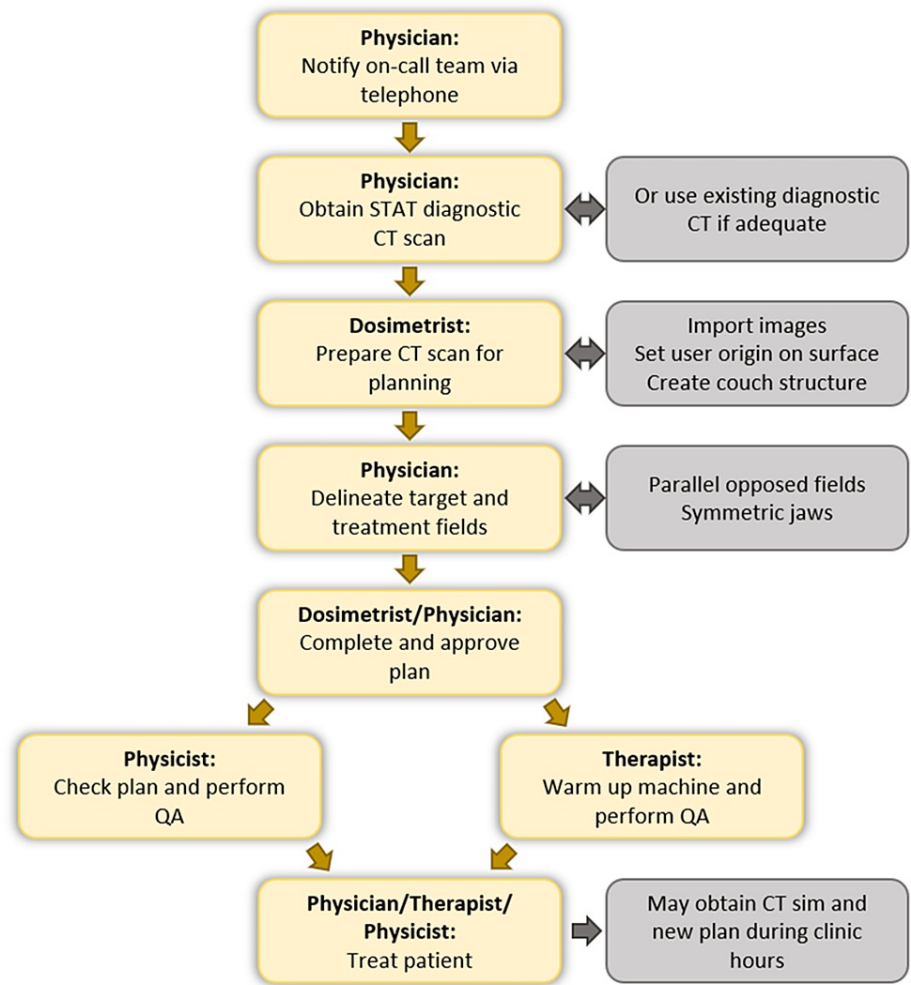 Physician:
Notify on-call team via
telephone
Physician:
Obtain STAT diagnostic
CT scan
Or use existing diagnostic
CT if adequate
Dosimetrist:
Prepare CT scan for
planning
Import images
Set user origin on surface
Create couch structure
Physician:
Delineate target and
treatment fields
Parallel opposed fields
Symmetric jaws
Dosimetrist/Physician:
Complete and approve
plan
Physicist:
Check plan and perform
QA
Therapist:
Warm up machine and
perform QA
Physician/Therapist/
Physicist:
Treat patient
May obtain CT sim and
new plan during clinic
hours